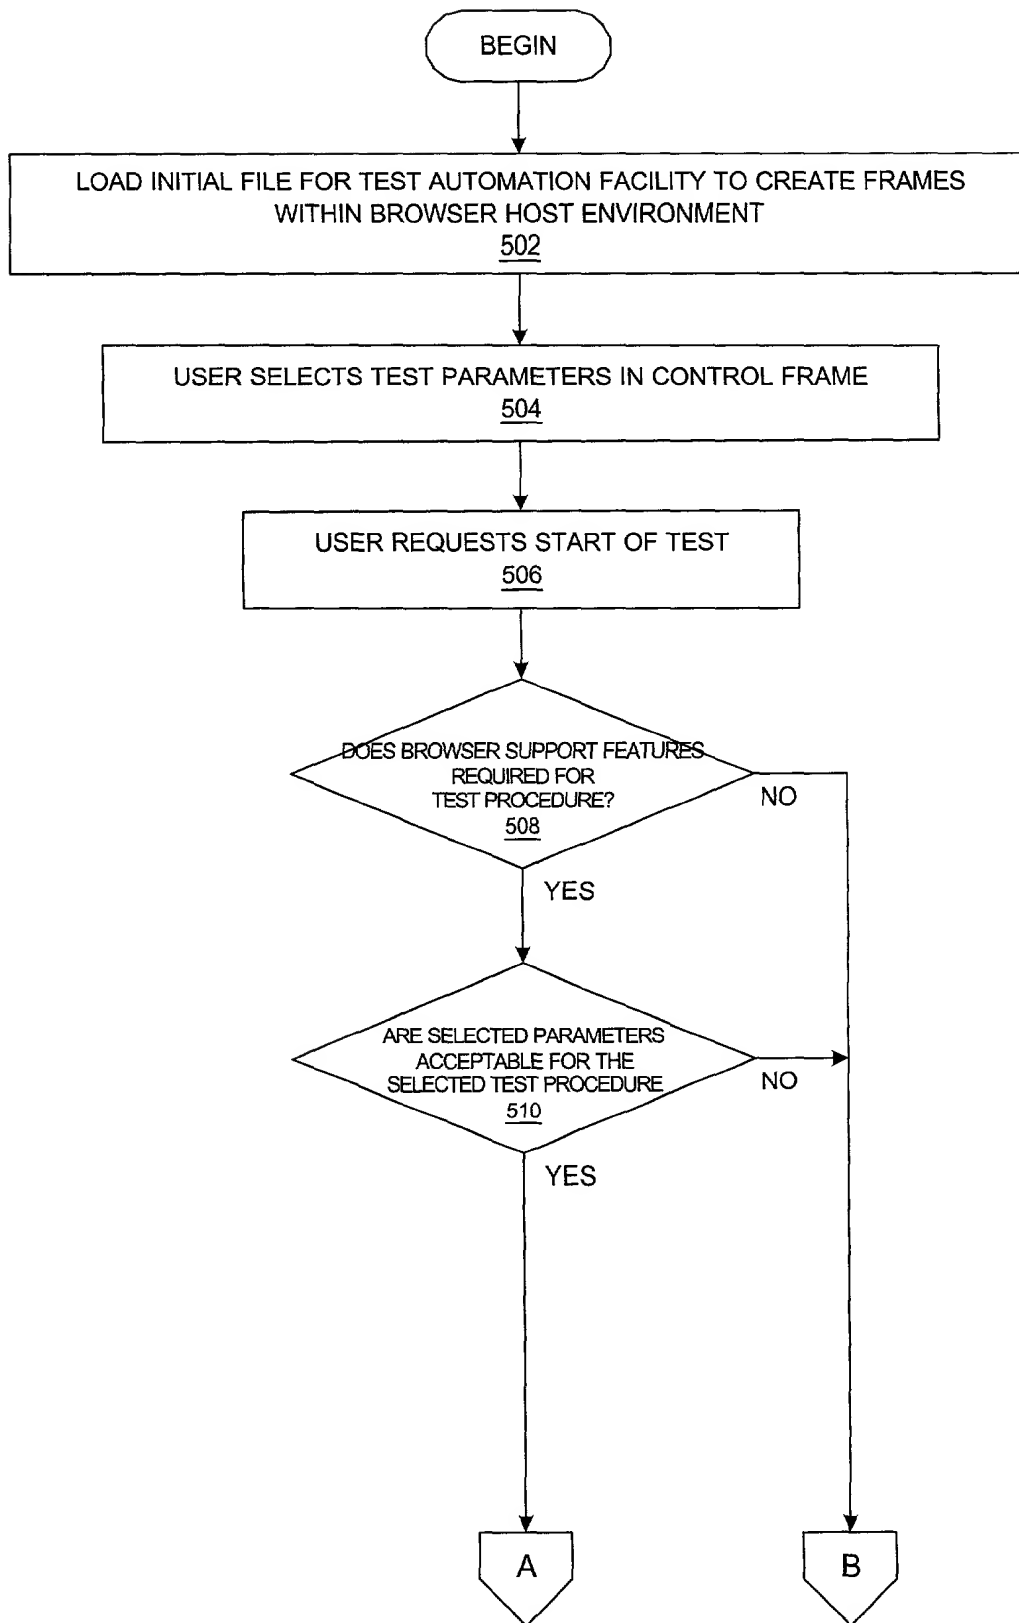 BEGIN
LOAD INITIAL FILE FOR TEST AUTOMATION FACILITY TO CREATE FRAMES
WITHIN BROWSER HOST ENVIRONMENT
502
USER SELECTS TEST PARAMETERS IN CONTROL FRAME
504
USER REQUESTS START OF TEST
506
DOES BROWSER SUPPORT FEATURES
REQUIRED FOR
TEST PROCEDURE?
508
NO
YES
ARE SELECTED PARAMETERS
ACCEPTABLE FOR THE
SELECTED TEST PROCEDURE
510
NO
YES
A
B